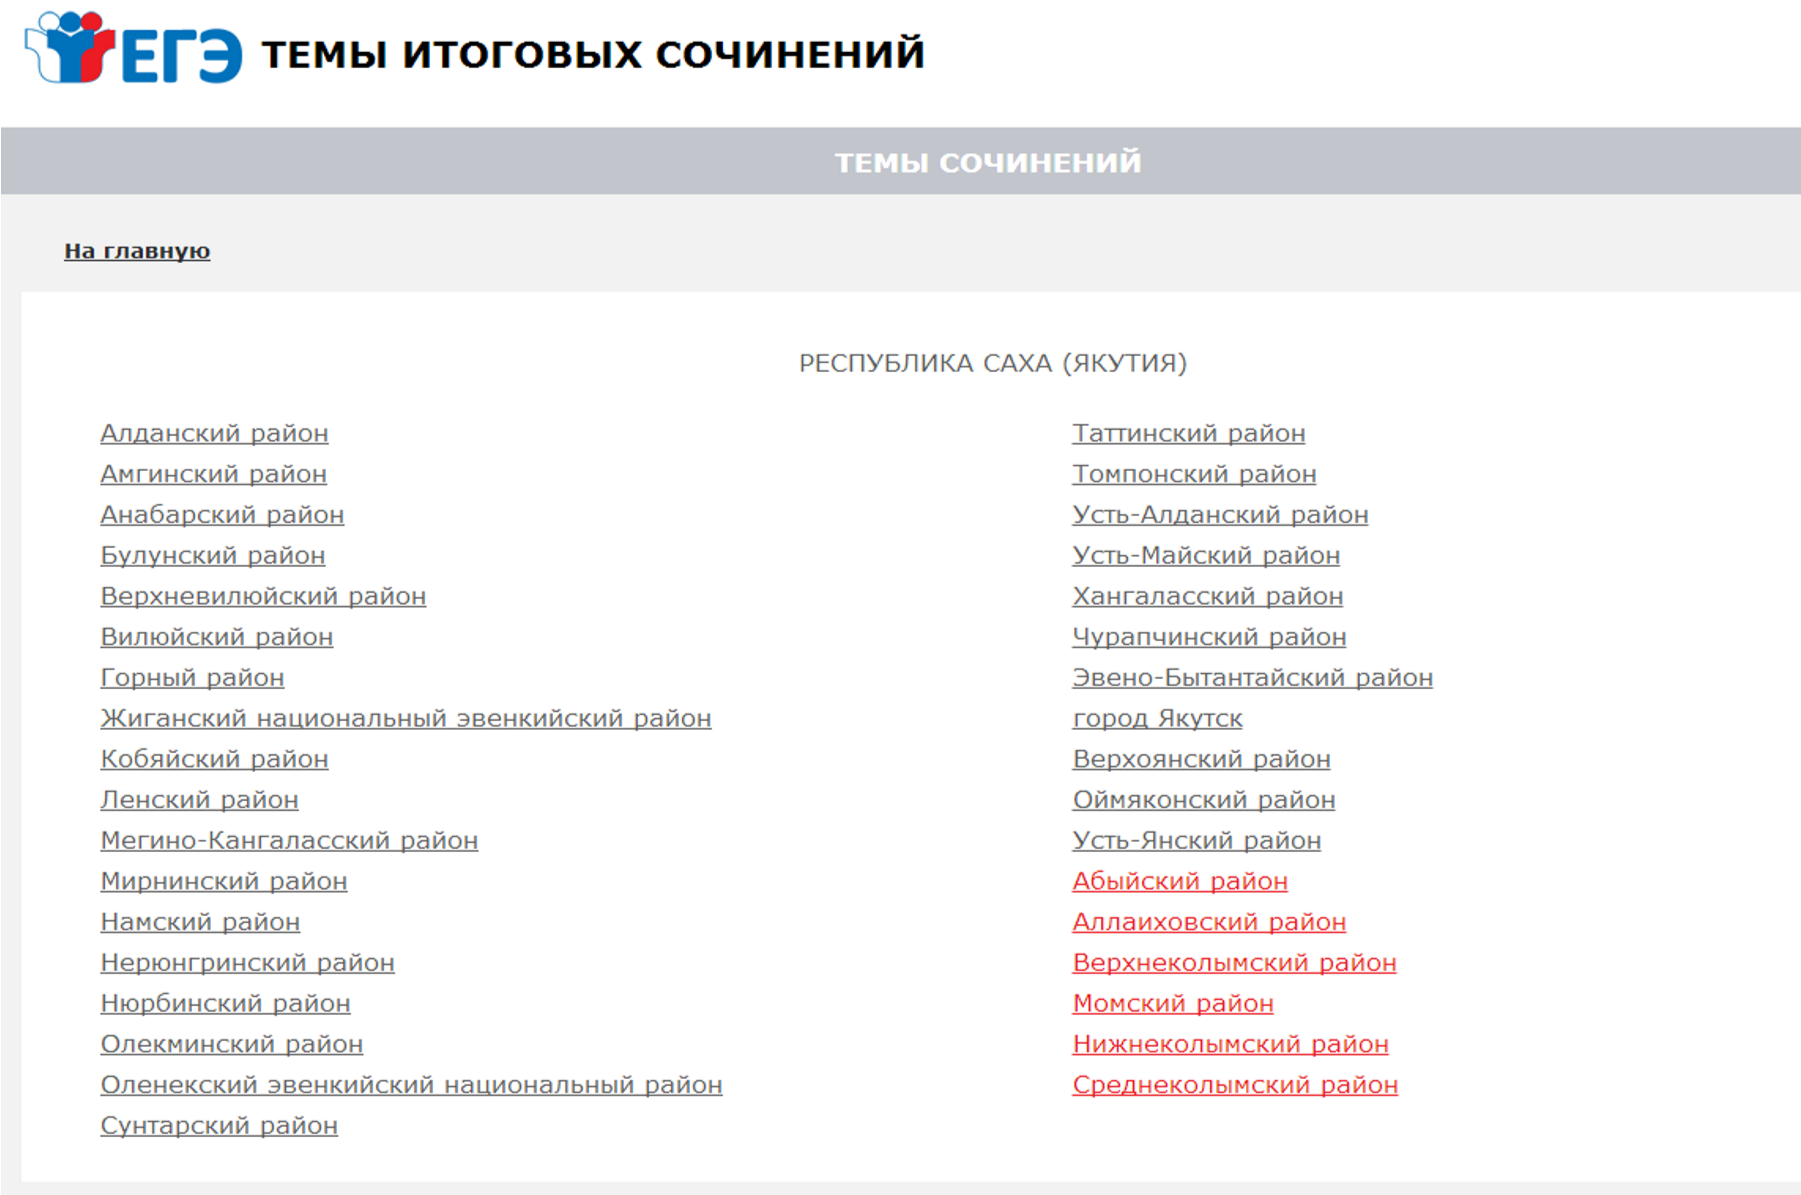 ЕГЭ ТЕМЫ ИТОГОВЫХ СОЧИНЕНИЙ
ТЕМЫ СОЧИНЕНИЙ
На главную
РЕСПУБЛИКА САХА (ЯКУТИЯ)
Алданский район
Амгинский район
Анабарский район
Булунский район
Верхневилюйский район
Вилюйский район
Горный район
Жиганский национальный эвенкийский район
Кобяйский район
Ленский район
Мегино-Кангаласский район
Мирнинский район
Намский район
Нерюнгринский район
Нюрбинский район
Олекминский район
Оленекский эвенкийский национальный район
Сунтарский район
Таттинский район
Томпонский район
Усть-Алданский район
Усть-Майский район
Хангаласский район
Чурапчинский район
Эвено-Бытантайский район
город Якутск
Верхоянский район
Оймяконский район
Усть-Янский район
Абыйский район
Аллаиховский район
Верхнеколымский район
Момский район
Нижнеколымский район
Среднеколымский район